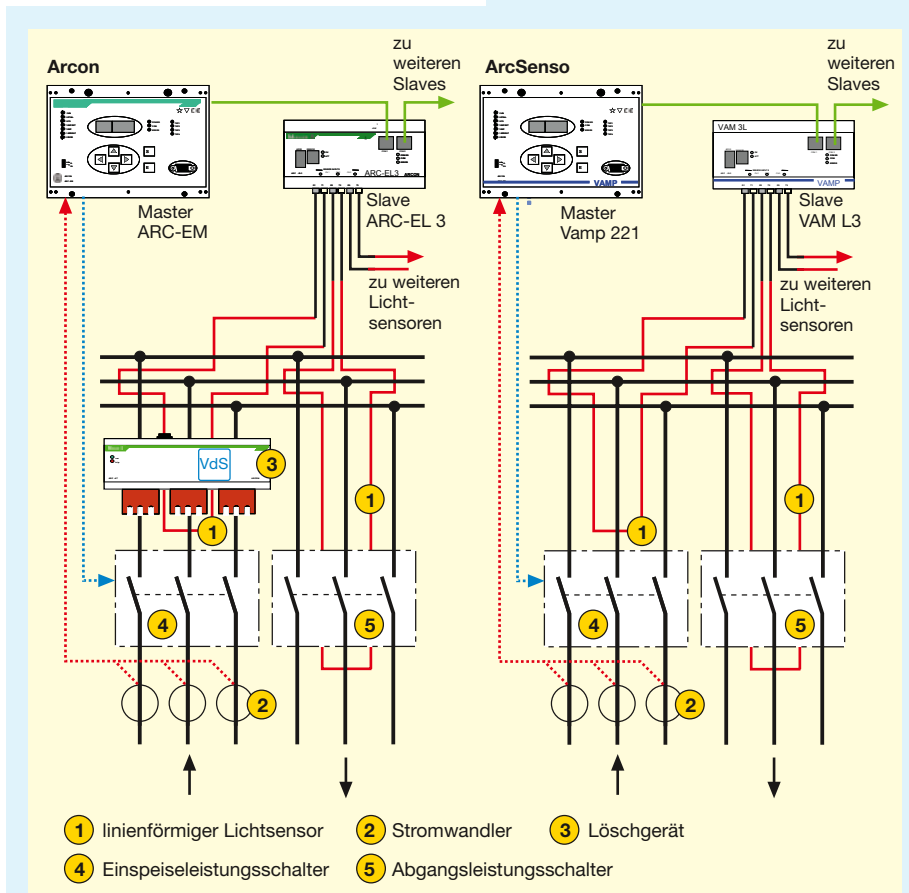 Arcon
zu
weiteren
Slaves
ARC-EL3
ARCON
Master
ARC-EM
Slave
ARC-EL 3
zu weiteren
Licht-
sensoren
VdS
3
1
1
4
5
2
ArcSenso
zu
weiteren
Slaves
VAMP
VAM 3L
VAMP
Master
Vamp 221
Slave
VAM L3
zu weiteren
Licht-
sensoren
1
1
4
5
2
1 linienförmiger Lichtsensor
2 Stromwandler
3 Löschgerät
4 Einspeiseleistungsschalter
5 Abgangsleistungsschalter